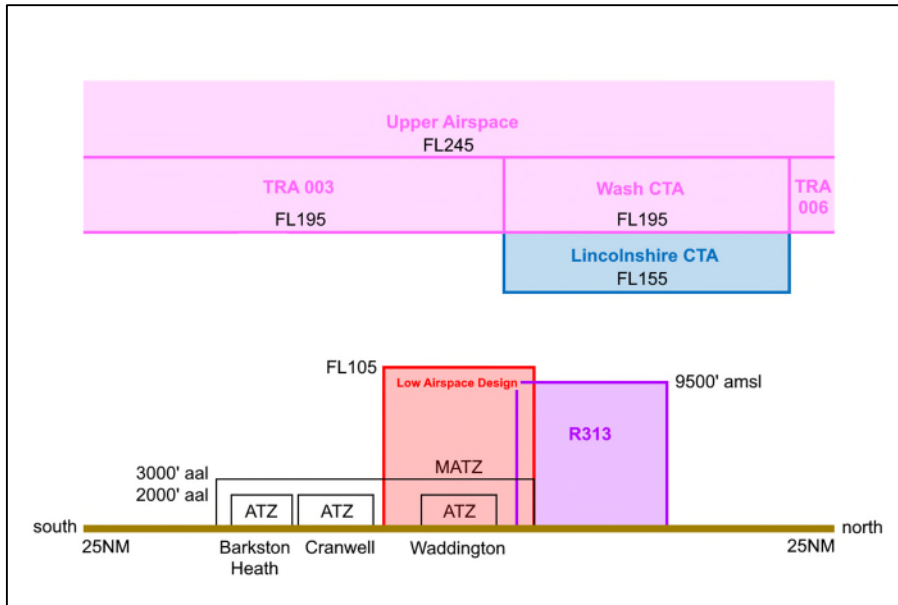 Upper Airspace
FL245
TRA 003
Wash CTA
TRA
006
FL195
FL195
Lincolnshire CTA
FL155
FL105
Low Airspace Design
9500' amsl
R313
3000' aal
MATZ
2000' aal
ATZ
ATZ
ATZ
south
north
25NM
Barkston
Heath
Cranwell
Waddington
25NM